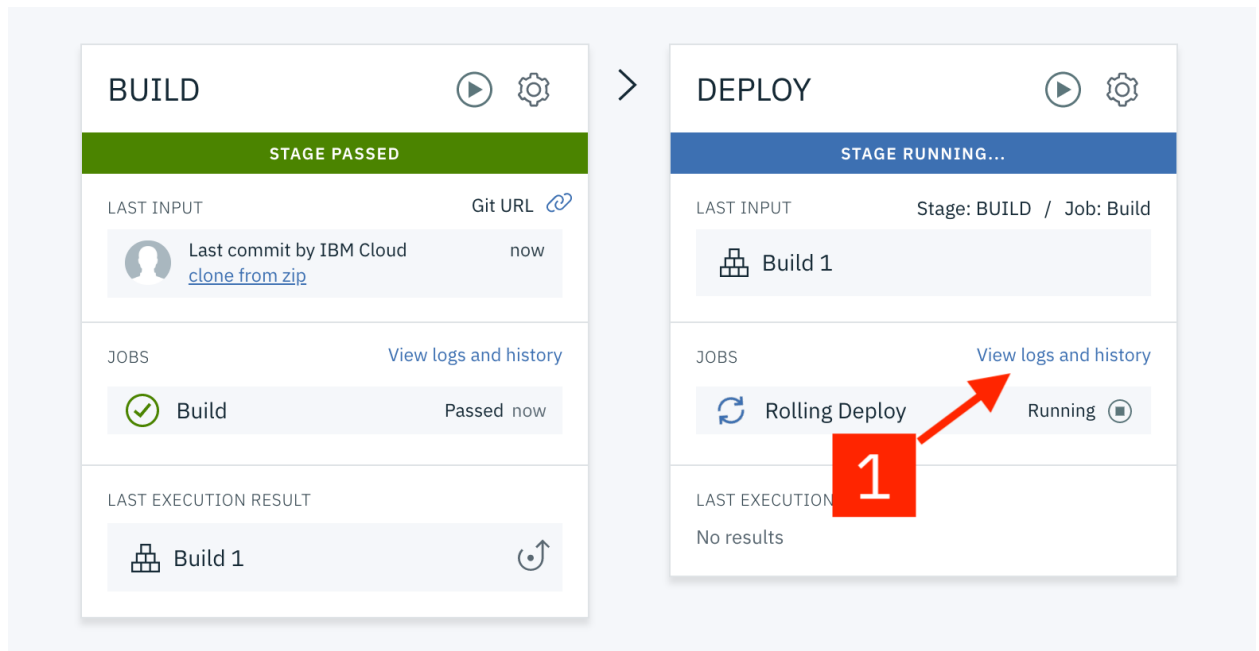 BUILD
STAGE PASSED
LAST INPUT
Git URL
Last commit by IBM Cloud
now
clone from zip
JOBS
View logs and history
Build
Passed now
LAST EXECUTION RESULT
Build 1
DEPLOY
STAGE RUNNING...
LAST INPUT
Stage: BUILD / Job: Build
Build 1
JOBS
View logs and history
Rolling Deploy
Running
1
LAST EXECUTION
No results